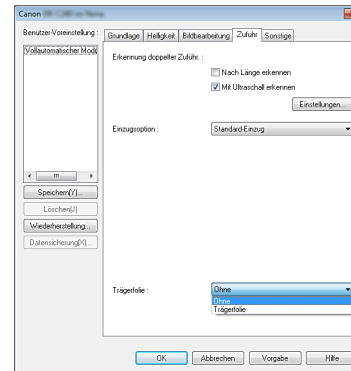 Canon
Benutzer-Voreinstellung :
Vollautomatischer Mod
Speichern(Y)...
Löschen(J)
Wiederherstellung...
Datensicherung(X)...
Grundlage
Helligkeit
Bildbearbeitung
Zufuhr
Sonstige
Erkennung doppelter Zuführ. :
Nach Länge erkennen
Mit Ultraschall erkennen
Einstellungen...
Einzugsoption :
Standard-Einzug
Trägerfolie :
Ohne
Ohne
Trägerfolie
OK
Abbrechen
Vorgabe
Hilfe